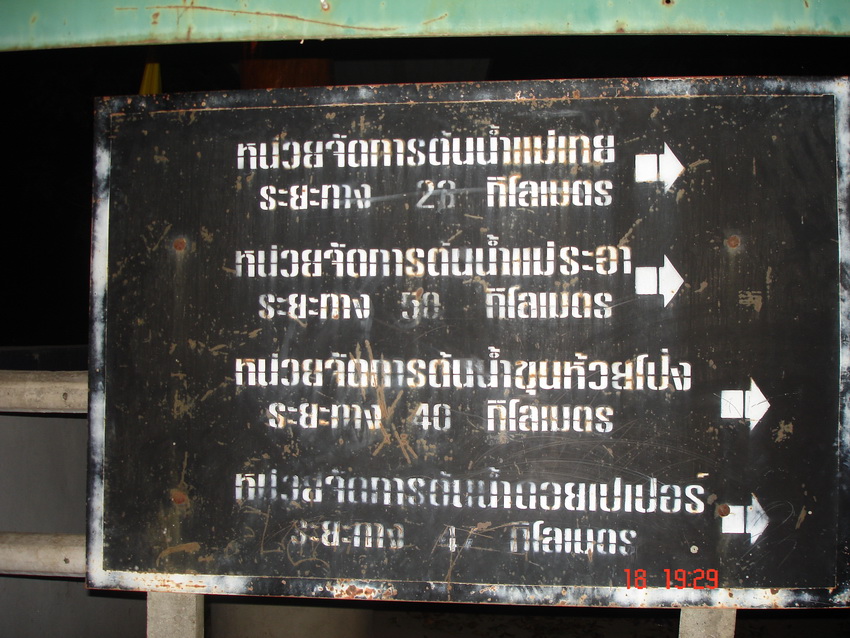 หน่วยจัดการต้นน้ำแม่เทย
ระยะทาง 23 กิโลเมตร
หน่วยจัดการต้นน้ำแม่ระอา
ระยะทาง 50 กิโลเมตร
หน่วยจัดการต้นน้ำขุนห้วยโป่ง
ระยะทาง 40 กิโลเมตร
หน่วยจัดการต้นน้ำดอยเปเปอร์
ระยะทาง กิโลเมตร
18 19:29